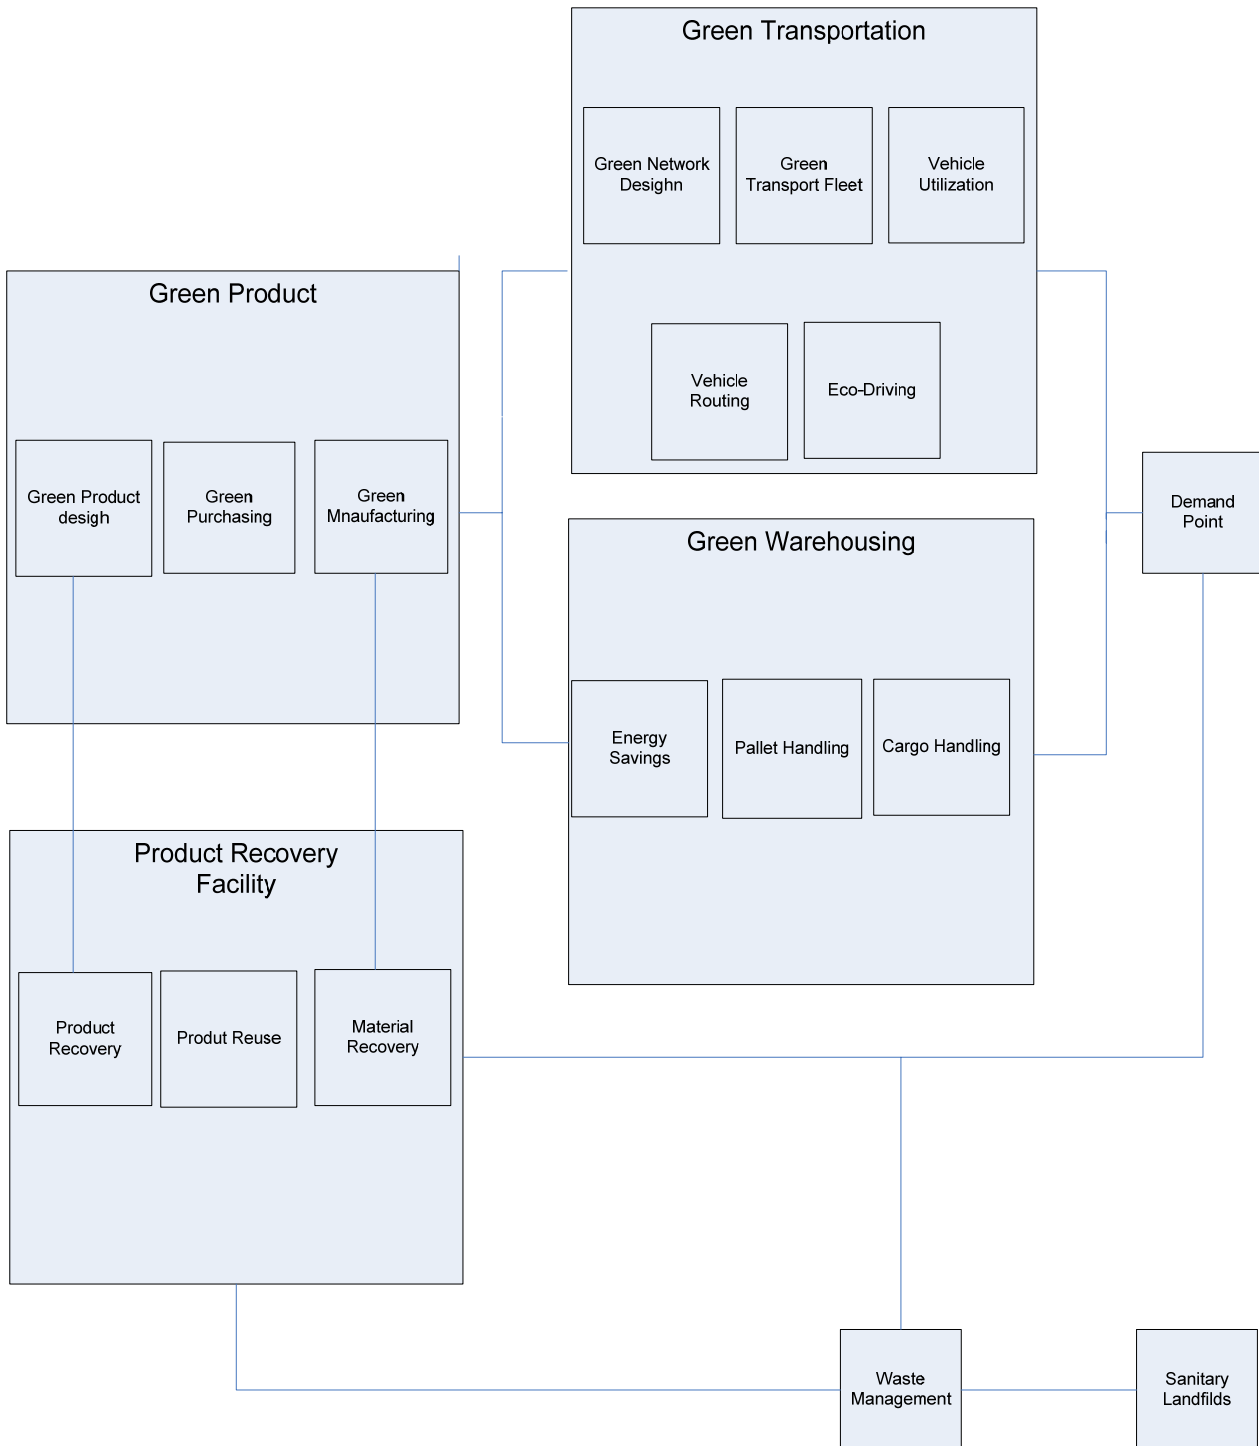 Green Transportation
Green Network
Desighn
Green
Transport Fleet
Vehicle
Utilization
Vehicle
Routing
Eco-Driving
Green Product
Green Product
desigh
Green
Purchasing
Green
Mnaufacturing
Green Warehousing
Energy
Savings
Pallet Handling
Cargo Handling
Demand
Point
Product Recovery
Facility
Product
Recovery
Produt Reuse
Material
Recovery
Waste
Management
Sanitary
Landfilds